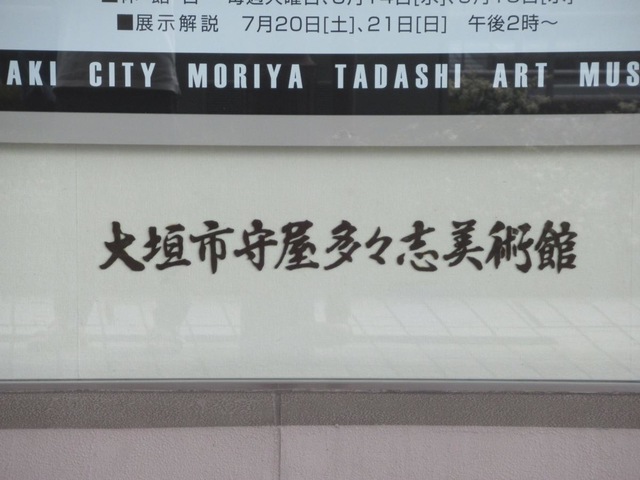 ■展示解説 7月20日[土]、21日[日] 午後2時～
AKI CITY MORIYA TADASHI ART MUS
大垣市守屋多々志美術館